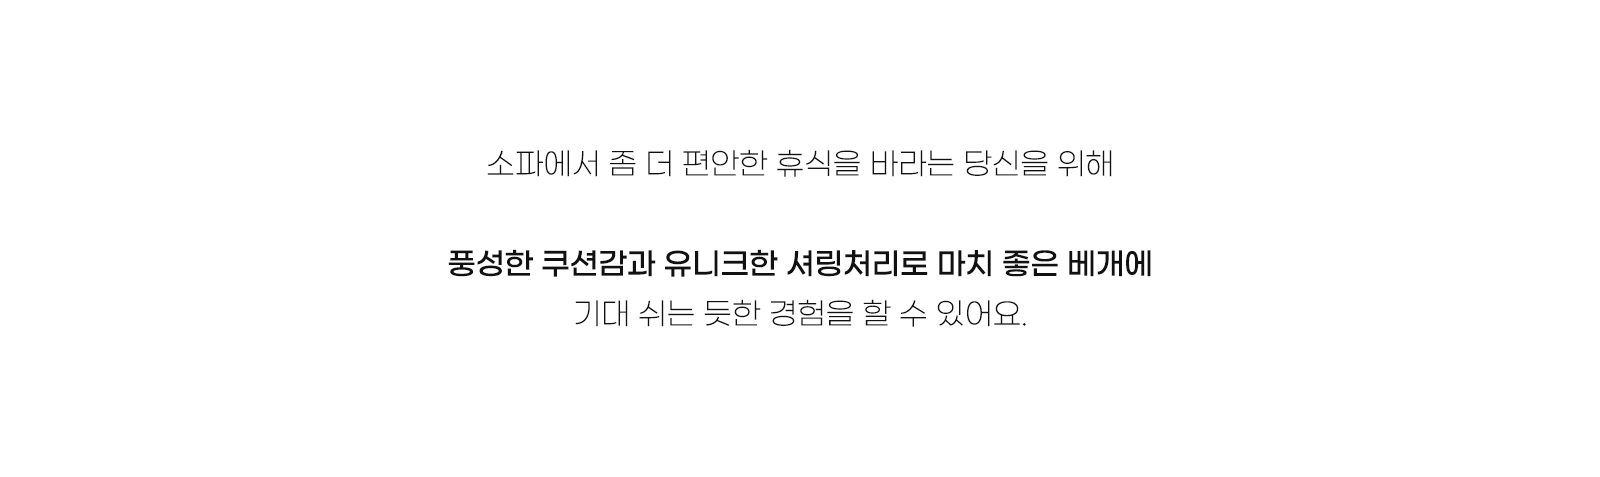 소파에서 좀 더 편안한 휴식을 바라는 당신을 위해
풍성한 쿠션감과 유니크한 셔링처리로 마치 좋은 베개에
기대 쉬는 듯한 경험을 할 수 있어요.